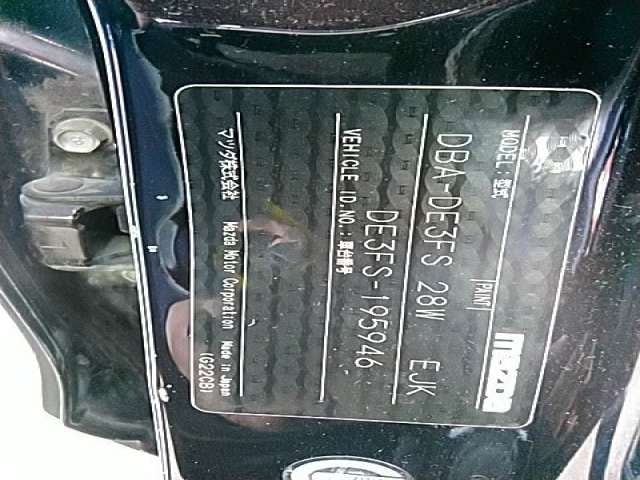 mazda
MODEL: 型式 PAINT
DBA-DE3FS 28W EJK
VEHICLE ID.NO.: 車台番号
DE3FS-195946
マツダ株式会社 Mazda Motor Corporation Made in Japan
(G22CB)